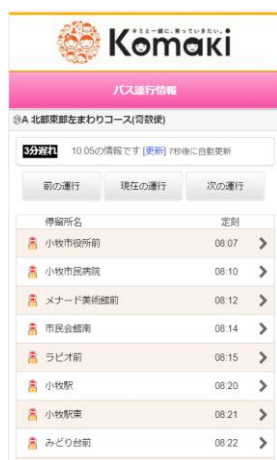 キミと一緒に、育っていきたい。
Komaki
バス運行情報
A 北部東部左まわりコース(奇数便)
3分遅れ 10:05の情報です [更新] 7秒後に自動更新
前の運行 現在の運行 次の運行
停留所名 定刻
小牧市役所前 08:07
小牧市民病院 08:10
メナード美術館前 08:12
市民会館南 08:14
ラピオ前 08:15
小牧駅 08:20
小牧駅東 08:21
みどり台前 08:22